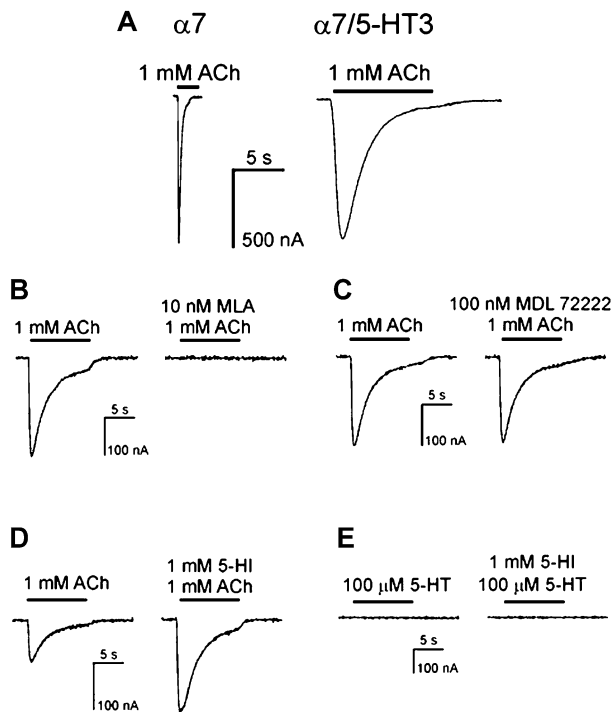 A
α7
α7/5-HT3
1 mM ACh
1 mM ACh
5 s
500 nA
B
1 mM ACh
10 nM MLA
1 mM ACh
5 s
100 nA
C
1 mM ACh
100 nM MDL 72222
1 mM ACh
5 s
100 nA
D
1 mM ACh
1 mM 5-HI
1 mM ACh
5 s
100 nA
E
100 μM 5-HT
1 mM 5-HI
100 μM 5-HT
5 s
100 nA